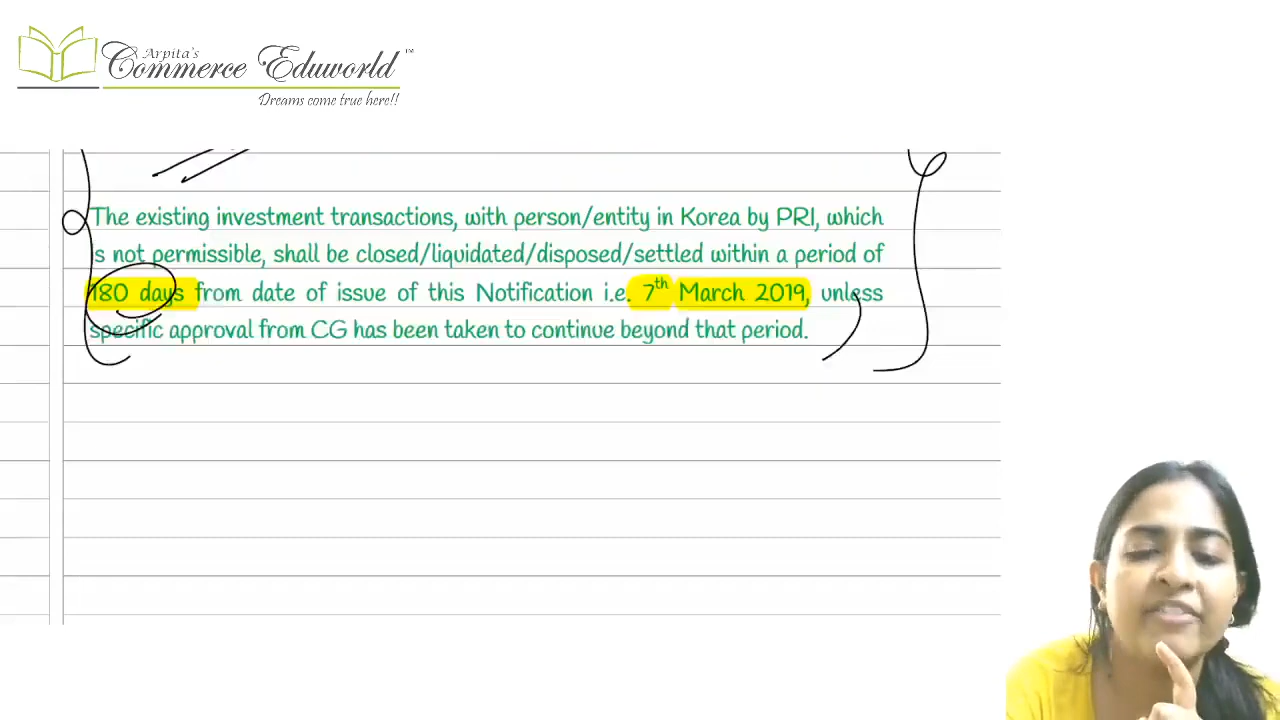 Arpita's
Commerce Eduworld™
Dreams come true here!!
The existing investment transactions, with person/entity in Korea by PRI, which
s not permissible, shall be closed/liquidated/disposed/settled within a period of
180 days from date of issue of this Notification i.e. 7th March 2019, unless
specific approval from CG has been taken to continue beyond that period.